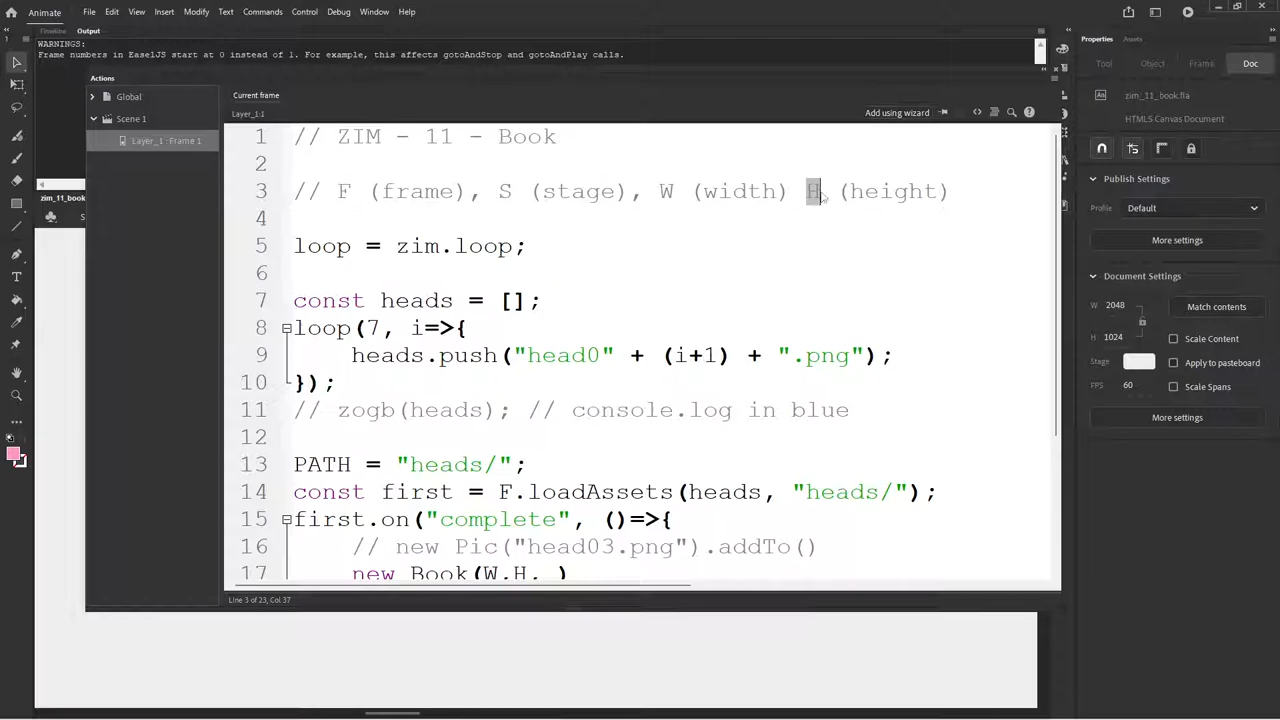 Animate File Edit View Insert Modify Text Commands Control Debug Window Help
Timeline Output
WARNINGS:
Frame numbers in EaselJS start at 0 instead of 1. For example, this affects gotoAndStop and gotoAndPlay calls.
Actions
Global
Scene 1
Layer_1 : Frame 1
zim_11_book
Current frame
Layer_1:1
Add using wizard
1 // ZIM - 11 - Book
2
3 // F (frame), S (stage), W (width) H (height)
4
5 loop = zim.loop;
6
7 const heads = [];
8 loop(7, i=>{
9 heads.push("head0" + (i+1) + ".png");
10 });
11 // zogb(heads); // console.log in blue
12
13 PATH = "heads/";
14 const first = F.loadAssets(heads, "heads/");
15 first.on("complete", ()=>{
16 // new Pic("head03.png").addTo()
17 new Book(W,H, )
Line 3 of 23, Col 37
Properties Assets
Tool Object Frame Doc
zim_11_book.fla
HTML5 Canvas Document
Publish Settings
Profile Default
More settings
Document Settings
W 2048 Match contents
H 1024 Scale Content
Stage Apply to pasteboard
FPS 60 Scale Spans
More settings